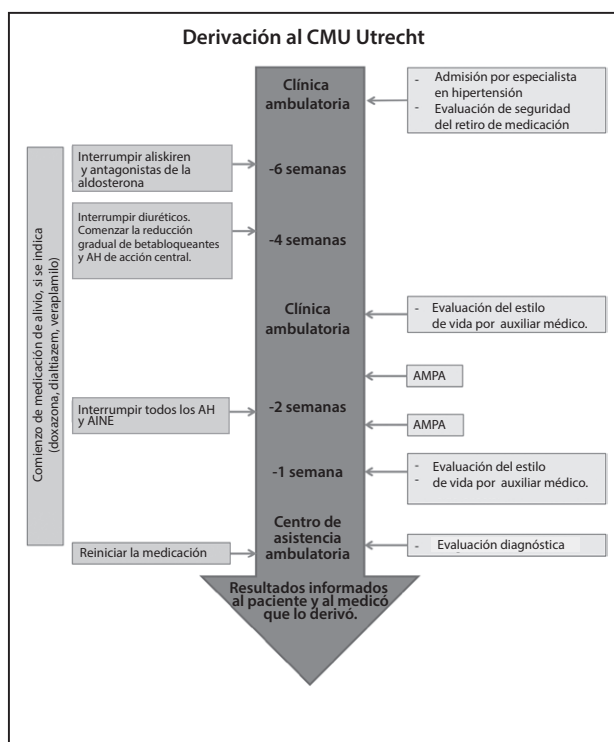 Derivación al CMU Utrecht
Clínica
ambulatoria
- Admisión por especialista
en hipertensión
- Evaluación de seguridad
del retiro de medicación
Comienzo de medicación de alivio, si se indica
(doxazona, dialtiazem, veraplamilo)
Interrumpir aliskiren
y antagonistas de la
aldosterona
-6 semanas
Interrumpir diuréticos.
Comenzar la reducción
gradual de betabloqueantes
y AH de acción central.
-4 semanas
Clínica
ambulatoria
- Evaluación del estilo
de vida por auxiliar médico.
AMPA
Interrumpir todos los AH
y AINE
-2 semanas
AMPA
-1 semana
- Evaluación del estilo
- de vida por auxiliar médico.
Centro de
asistencia
ambulatoria
Reiniciar la medicación
- Evaluación diagnóstica
Resultados informados
al paciente y al medicó
que lo derivó.